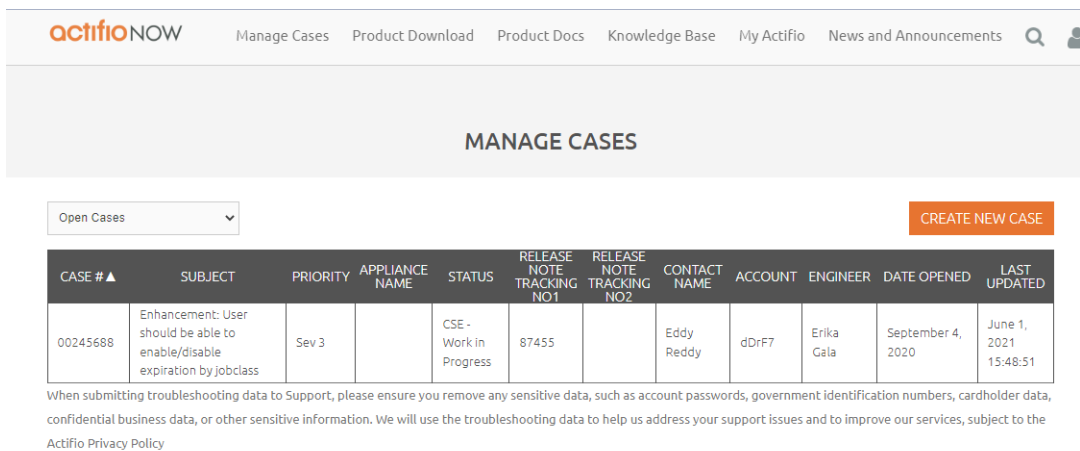 actifioNOW Manage Cases Product Download Product Docs Knowledge Base My Actifio News and Announcements
MANAGE CASES
Open Cases
CREATE NEW CASE
CASE #▲ SUBJECT PRIORITY APPLIANCE NAME STATUS RELEASE NOTE TRACKING NO1 RELEASE NOTE TRACKING NO2 CONTACT NAME ACCOUNT ENGINEER DATE OPENED LAST UPDATED
00245688
Enhancement: User
should be able to
enable/disable
expiration by jobclass
Sev 3
CSE -
Work in
Progress
87455
Eddy
Reddy
dDrF7
Erika
Gala
September 4,
2020
June 1,
2021
15:48:51
When submitting troubleshooting data to Support, please ensure you remove any sensitive data, such as account passwords, government identification numbers, cardholder data,
confidential business data, or other sensitive information. We will use the troubleshooting data to help us address your support issues and to improve our services, subject to the
Actifio Privacy Policy